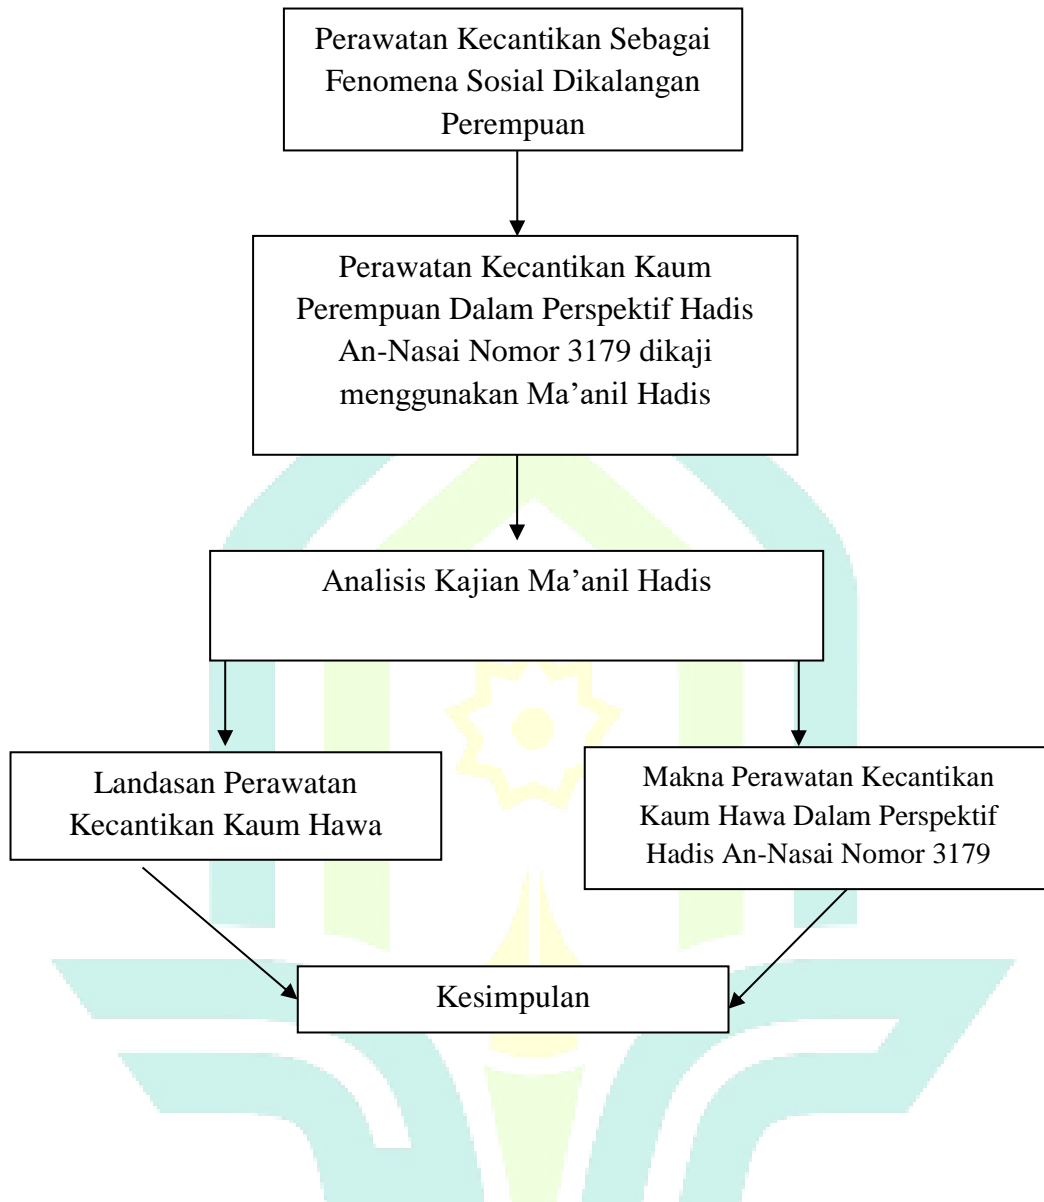 Perawatan Kecantikan Sebagai
Fenomena Sosial Dikalangan
Perempuan
Perawatan Kecantikan Kaum
Perempuan Dalam Perspektif Hadis
An-Nasai Nomor 3179 dikaji
menggunakan Ma’anil Hadis
Analisis Kajian Ma’anil Hadis
Landasan Perawatan
Kecantikan Kaum Hawa
Makna Perawatan Kecantikan
Kaum Hawa Dalam Perspektif
Hadis An-Nasai Nomor 3179
Kesimpulan